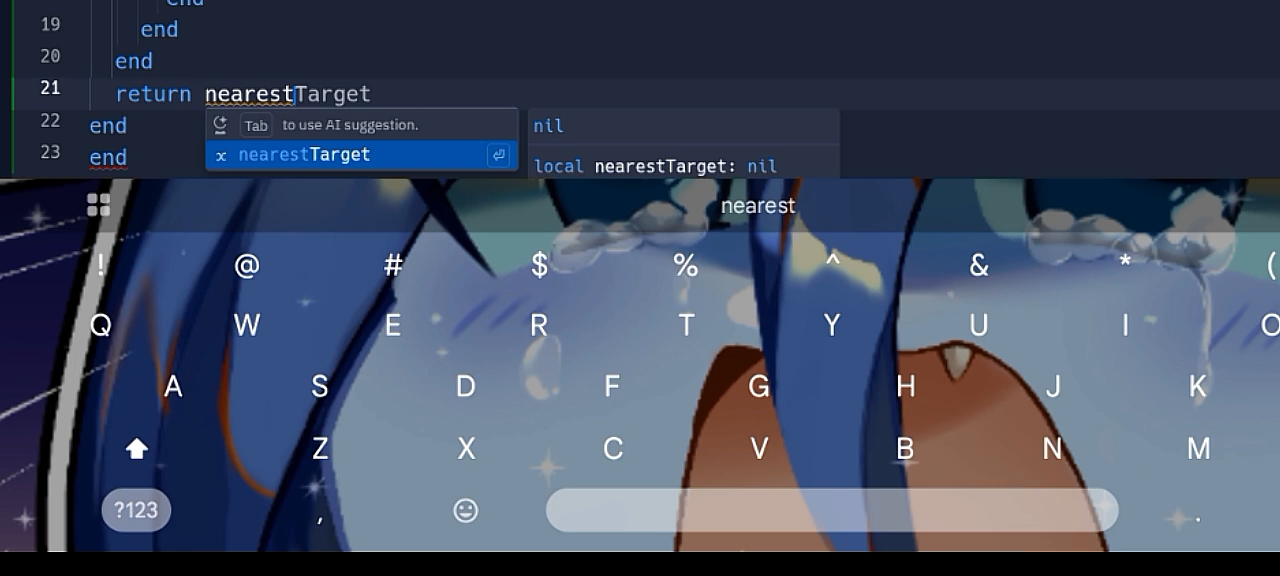 end
19 end
20 end
21 return nearestTarget
Tab to use AI suggestion.
nil
22 end
x nearestTarget
local nearestTarget: nil
23 end
nearest
! @ # $ % ^ & * (
Q W E R T Y U I O
A S D F G H J K
Z X C V B N M
?123 , .